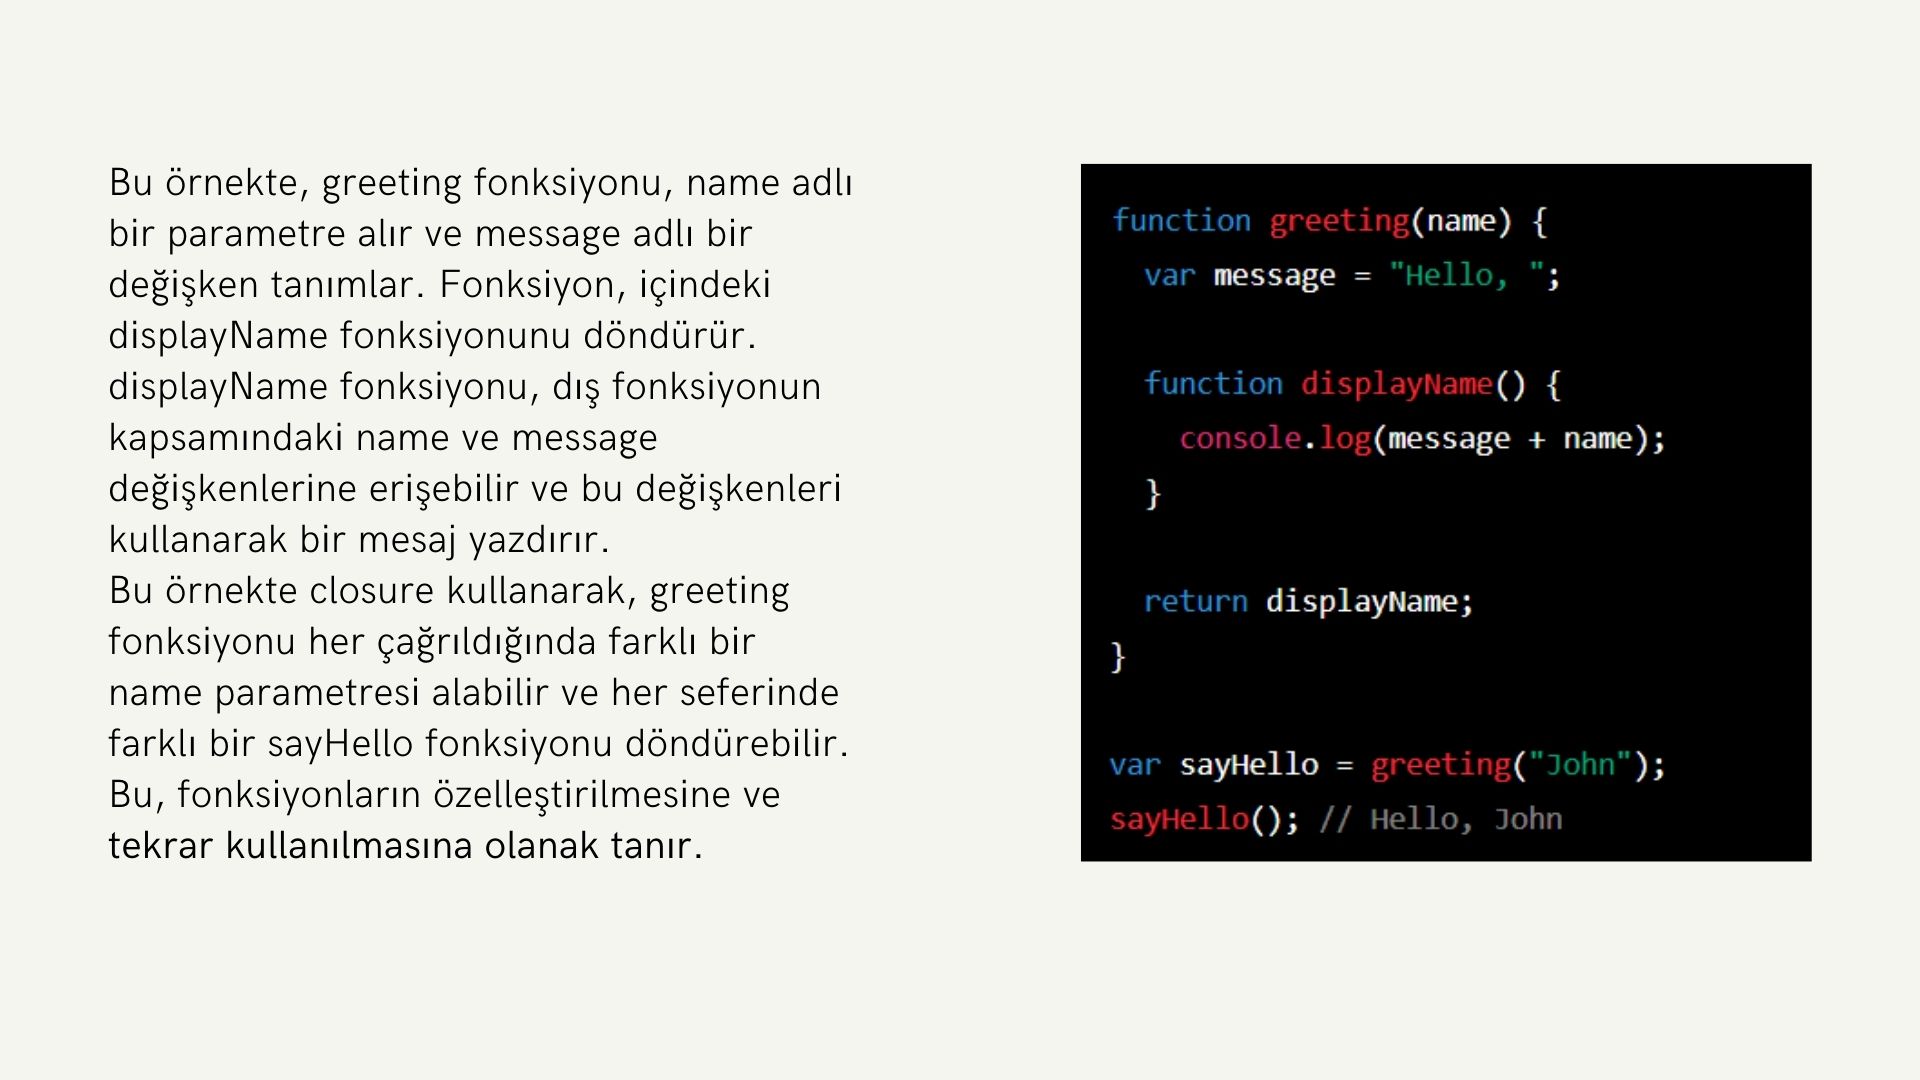 Bu örnekte, greeting fonksiyonu, name adlı
bir parametre alır ve message adlı bir
değişken tanımlar. Fonksiyon, içindeki
displayName fonksiyonunu döndürür.
displayName fonksiyonu, dış fonksiyonun
kapsamındaki name ve message
değişkenlerine erişebilir ve bu değişkenleri
kullanarak bir mesaj yazdırır.
Bu örnekte closure kullanarak, greeting
fonksiyonu her çağrıldığında farklı bir
name parametresi alabilir ve her seferinde
farklı bir sayHello fonksiyonu döndürebilir.
Bu, fonksiyonların özelleştirilmesine ve
tekrar kullanılmasına olanak tanır.
function greeting(name) {
  var message = "Hello, ";
  function displayName() {
    console.log(message + name);
  }
  return displayName;
}
var sayHello = greeting("John");
sayHello(); // Hello, John